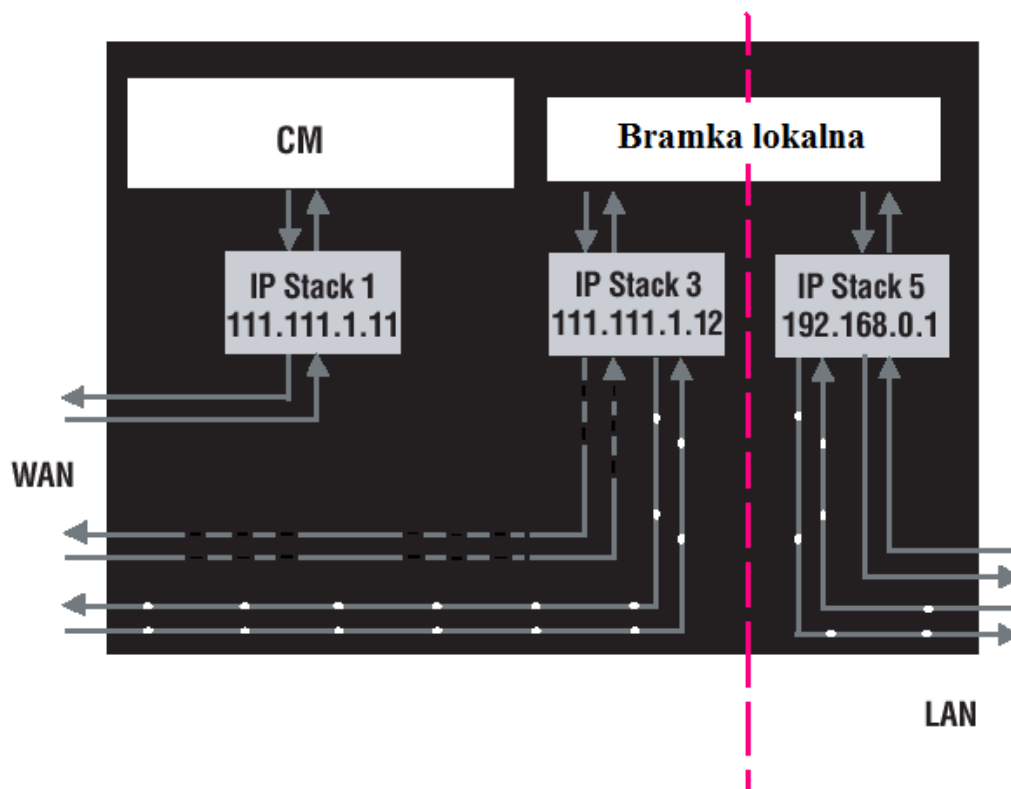 CM
Bramka lokalna
IP Stack 1
111.111.1.11
IP Stack 3
111.111.1.12
IP Stack 5
192.168.0.1
WAN
LAN